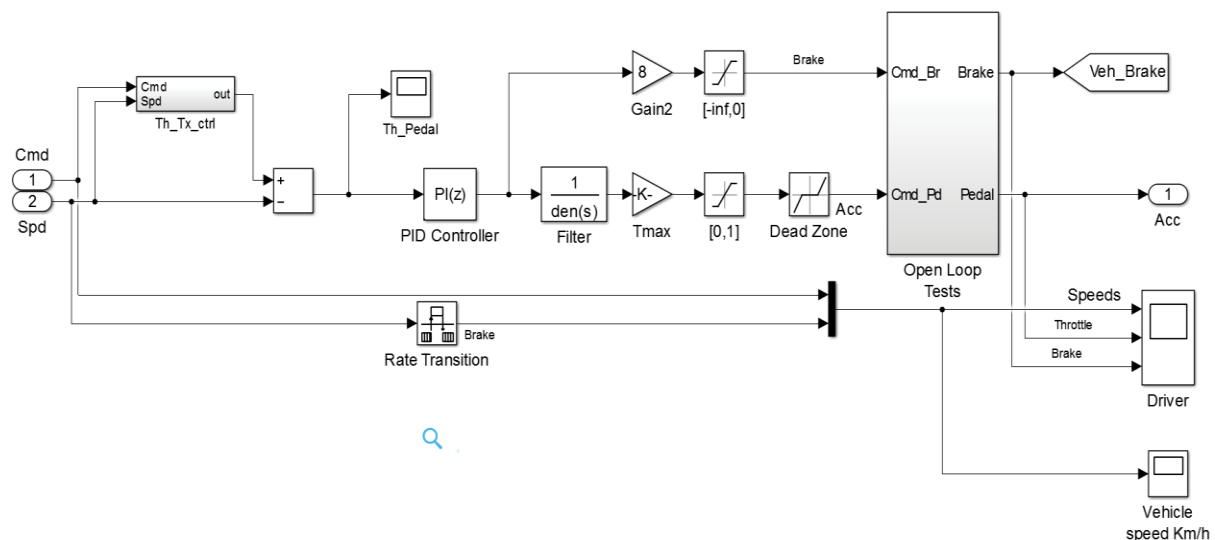 Cmd
1
2
Spd
Cmd
Spd
out
Th_Tx_ctrl
+
−
Th_Pedal
PI(z)
PID Controller
1
den(s)
Filter
8
Gain2
[-inf,0]
Brake
-K-
Tmax
[0,1]
Dead Zone
Acc
Cmd_Br
Brake
Cmd_Pd
Pedal
Open Loop
Tests
Veh_Brake
1
Acc
Rate Transition
Brake
Speeds
Throttle
Brake
Driver
Vehicle
speed Km/h